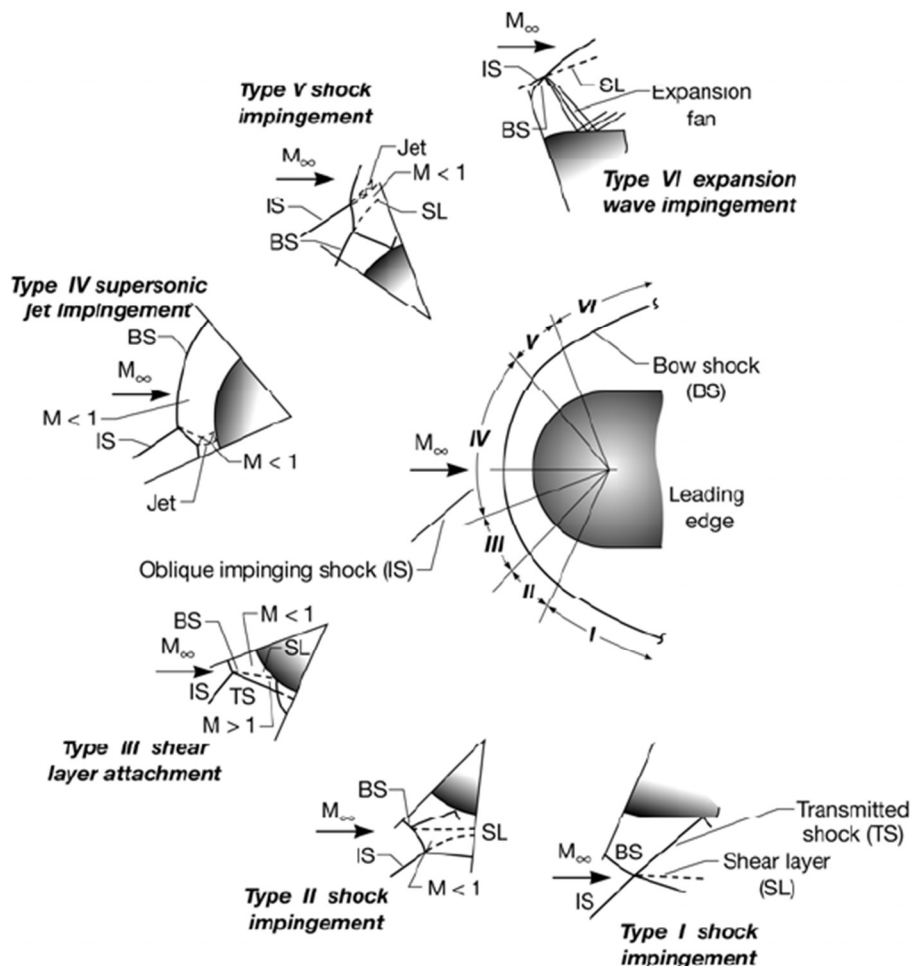 M∞
IS
SL
Expansion
fan
BS
Type VI expansion
wave impingement
Type V shock
impingement
Jet
M∞
M < 1
IS
SL
BS
Type IV supersonic
jet impingement
BS
M∞
M < 1
IS
M < 1
Jet
VI
V
IV
III
II
I
Bow shock
(BS)
M∞
Leading
edge
Oblique impinging shock (IS)
M < 1
BS
SL
M∞
IS
TS
M > 1
Type III shear
layer attachment
BS
M∞
SL
IS
M < 1
Type II shock
impingement
Transmitted
shock (TS)
M∞
BS
Shear layer
(SL)
IS
Type I shock
impingement